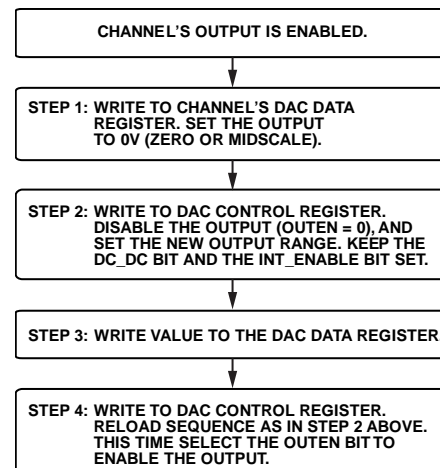 CHANNEL'S OUTPUT IS ENABLED.
STEP 1: WRITE TO CHANNEL'S DAC DATA
REGISTER. SET THE OUTPUT
TO 0V (ZERO OR MIDSCALE).
STEP 2: WRITE TO DAC CONTROL REGISTER.
DISABLE THE OUTPUT (OUTEN = 0), AND
SET THE NEW OUTPUT RANGE. KEEP THE
DC_DC BIT AND THE INT_ENABLE BIT SET.
STEP 3: WRITE VALUE TO THE DAC DATA REGISTER.
STEP 4: WRITE TO DAC CONTROL REGISTER.
RELOAD SEQUENCE AS IN STEP 2 ABOVE.
THIS TIME SELECT THE OUTEN BIT TO
ENABLE THE OUTPUT.